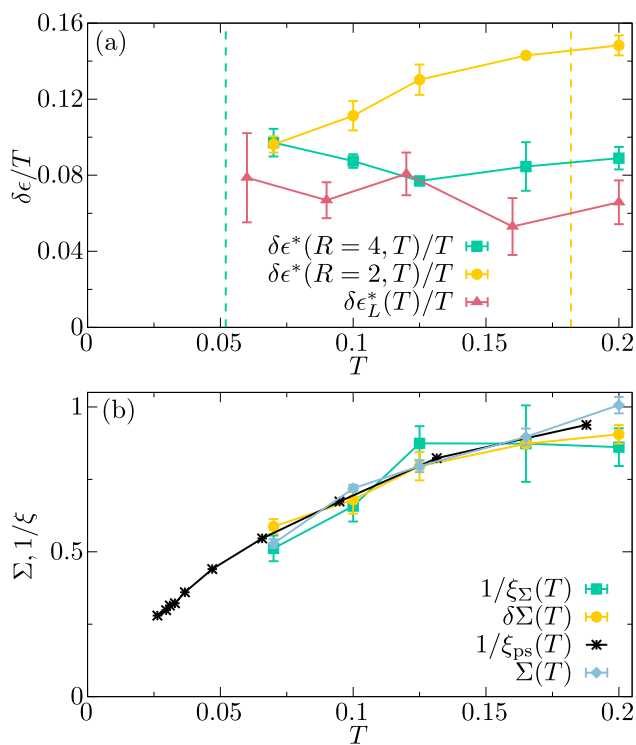 (a)
0.16
0.12
0.08
0.04
0
δϵ/T
δϵ*(R = 4, T)/T
δϵ*(R = 2, T)/T
δϵ*_L(T)/T
0 0.05 0.1 0.15 0.2
T
(b)
1
0.5
0
Σ, 1/ξ
1/ξ_Σ(T)
δΣ(T)
1/ξ_ps(T)
Σ(T)
0 0.05 0.1 0.15 0.2
T